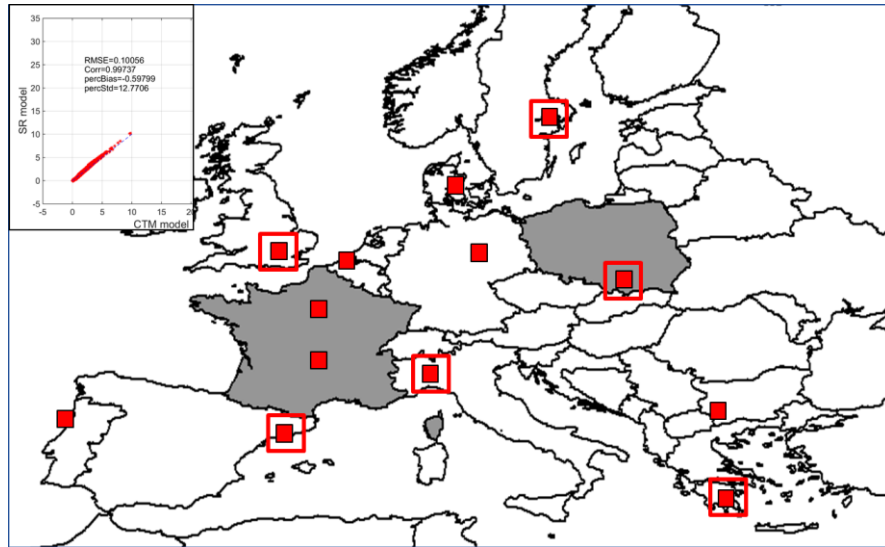 35
30
25
20
15
10
5
0
-5
SR model
RMSE=0.10056
Corr=0.99737
percBias=-0.59799
percStd=12.7706
-5
0
5
10
15
20
CTM model